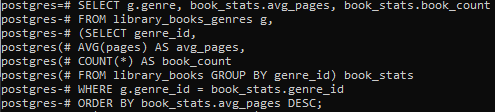 postgres=# SELECT g.genre, book_stats.avg_pages, book_stats.book_count
postgres-# FROM library_books_genres g,
postgres-# (SELECT genre_id,
postgres(# AVG(pages) AS avg_pages,
postgres(# COUNT(*) AS book_count
postgres(# FROM library_books GROUP BY genre_id) book_stats
postgres-# WHERE g.genre_id = book_stats.genre_id
postgres-# ORDER BY book_stats.avg_pages DESC;